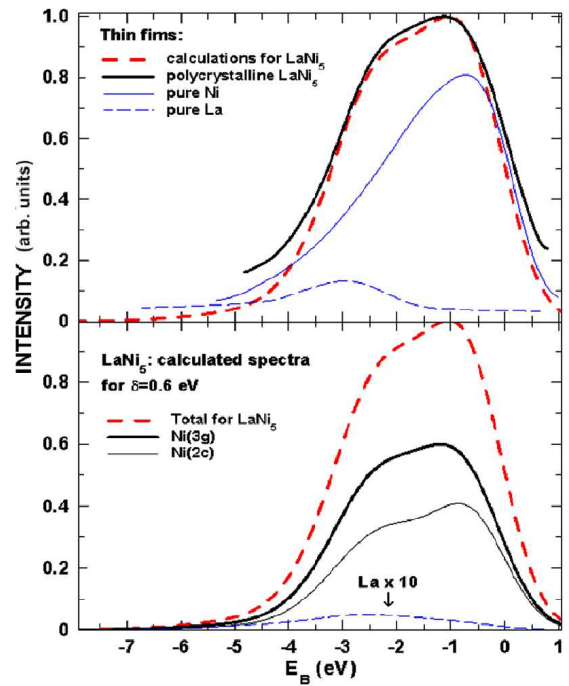 1.0
Thin fims:
calculations for LaNi5
polycrystalline LaNi5
pure Ni
pure La
0.8
0.6
0.4
0.2
0
INTENSITY (arb. units)
LaNi5: calculated spectra
for δ=0.6 eV
Total for LaNi5
Ni(3g)
Ni(2c)
0.8
0.6
0.4
0.2
0
La x 10
-7 -6 -5 -4 -3 -2 -1 0 1
EB (eV)